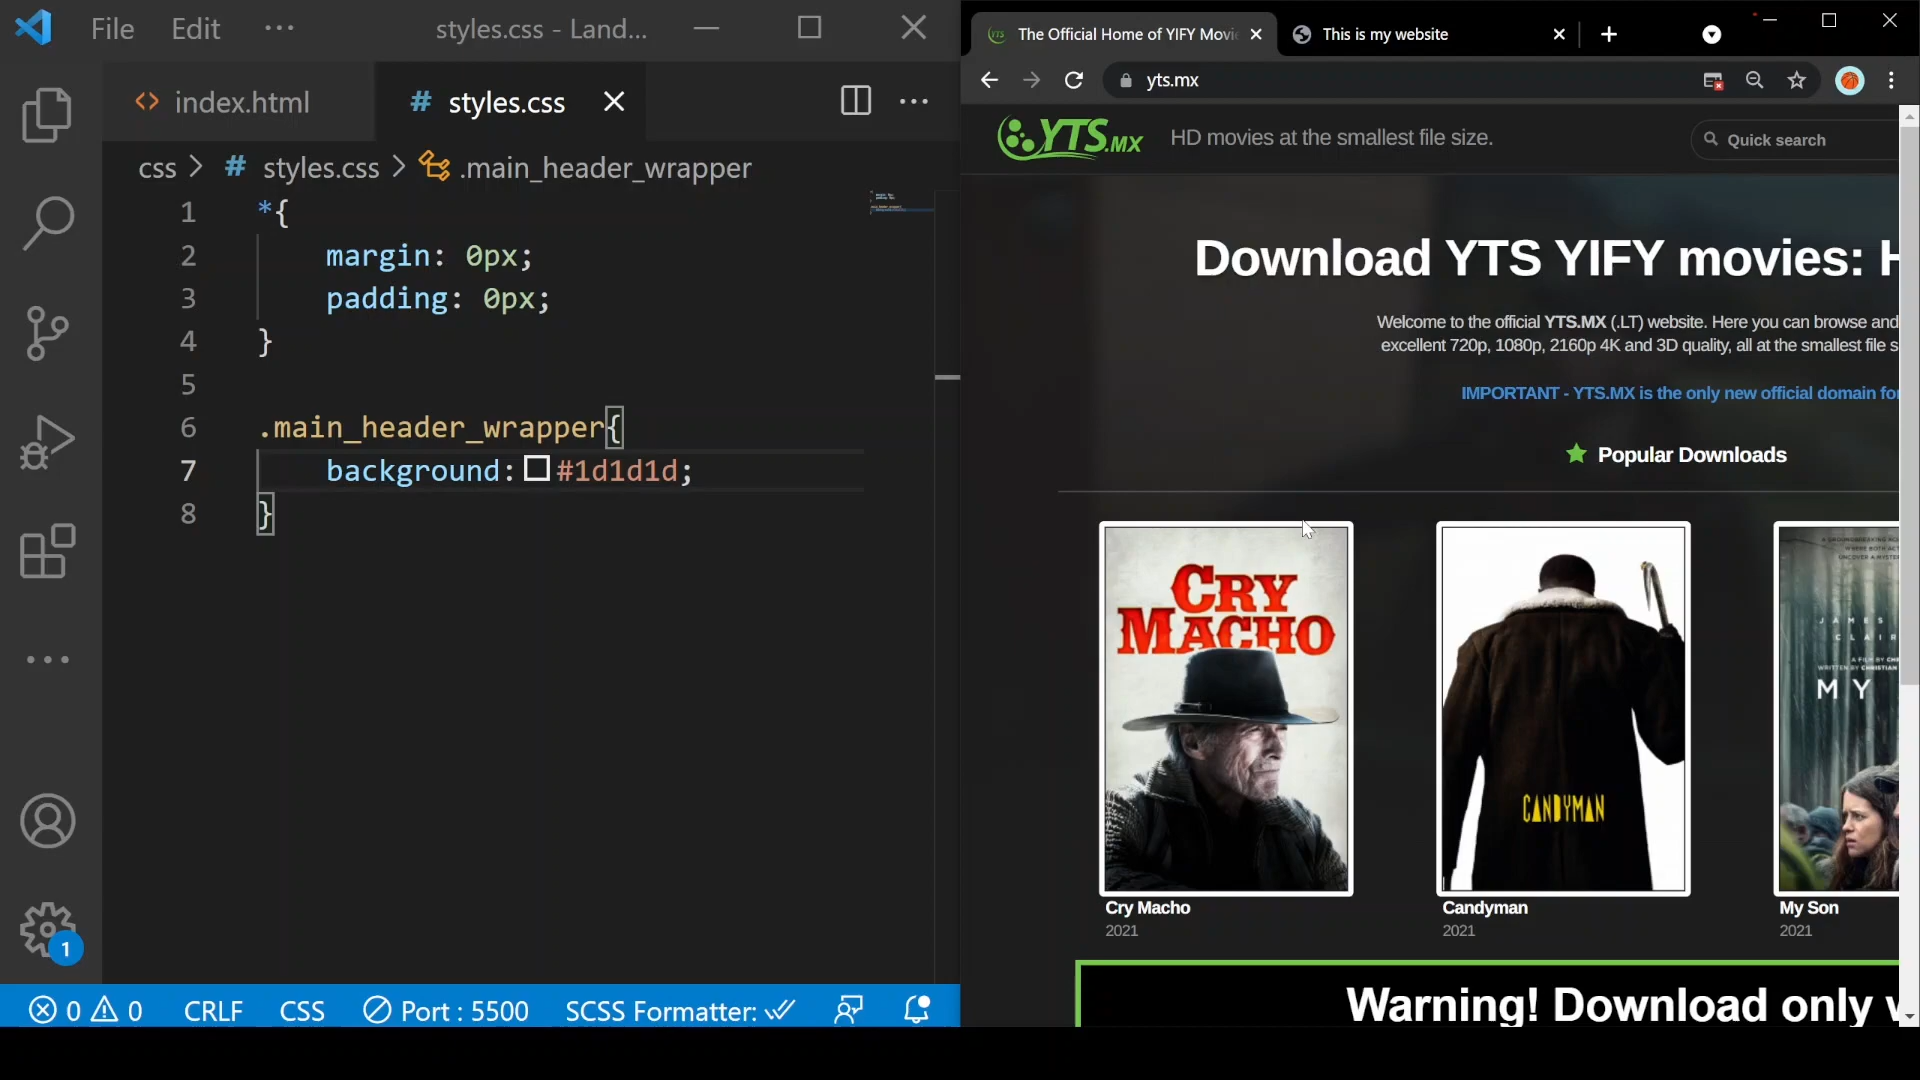 File Edit ··· styles.css - Land...
index.html
# styles.css
css > # styles.css > .main_header_wrapper
1 *{
2 margin: 0px;
3 padding: 0px;
4 }
5
6 .main_header_wrapper{
7 background: #1d1d1d;
8 }
1
0 0 CRLF CSS Port : 5500 SCSS Formatter:
The Official Home of YIFY Movi
This is my website
yts.mx
YTS.MX
HD movies at the smallest file size.
Quick search
Download YTS YIFY movies: H
Welcome to the official YTS.MX (.LT) website. Here you can browse and
excellent 720p, 1080p, 2160p 4K and 3D quality, all at the smallest file s
IMPORTANT - YTS.MX is the only new official domain for
Popular Downloads
CRY
MACHO
CANDYMAN
JAMES
CLAIR
MY
Cry Macho
2021
Candyman
2021
My Son
2021
Warning! Download only v